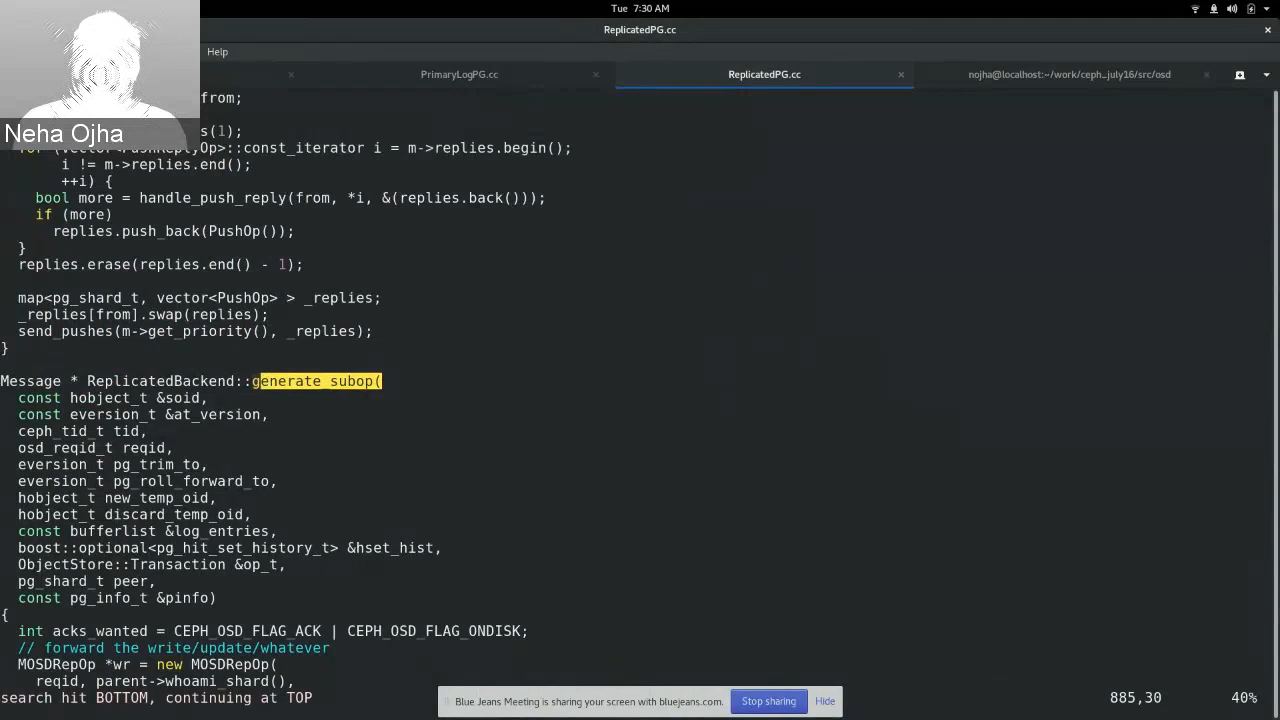 Tue 7:30 AM
ReplicatedPG.cc
Help
PrimaryLogPG.cc
ReplicatedPG.cc
nojha@localhost:~/work/ceph_july16/src/osd
Neha Ojha
from;
s(1);
for (vector<PushReplyOp>::const_iterator i = m->replies.begin();
i != m->replies.end();
++i) {
bool more = handle_push_reply(from, *i, &(replies.back()));
if (more)
replies.push_back(PushOp());
}
replies.erase(replies.end() - 1);
map<pg_shard_t, vector<PushOp> > _replies;
_replies[from].swap(replies);
send_pushes(m->get_priority(), _replies);
}
Message * ReplicatedBackend::generate_subop(
const hobject_t &soid,
const eversion_t &at_version,
ceph_tid_t tid,
osd_reqid_t reqid,
eversion_t pg_trim_to,
eversion_t pg_roll_forward_to,
hobject_t new_temp_oid,
hobject_t discard_temp_oid,
const bufferlist &log_entries,
boost::optional<pg_hit_set_history_t> &hset_hist,
ObjectStore::Transaction &op_t,
pg_shard_t peer,
const pg_info_t &pinfo)
{
int acks_wanted = CEPH_OSD_FLAG_ACK | CEPH_OSD_FLAG_ONDISK;
// forward the write/update/whatever
MOSDRepOp *wr = new MOSDRepOp(
reqid, parent->whoami_shard(),
search hit BOTTOM, continuing at TOP
885,30
40%
Blue Jeans Meeting is sharing your screen with bluejeans.com.
Stop sharing
Hide